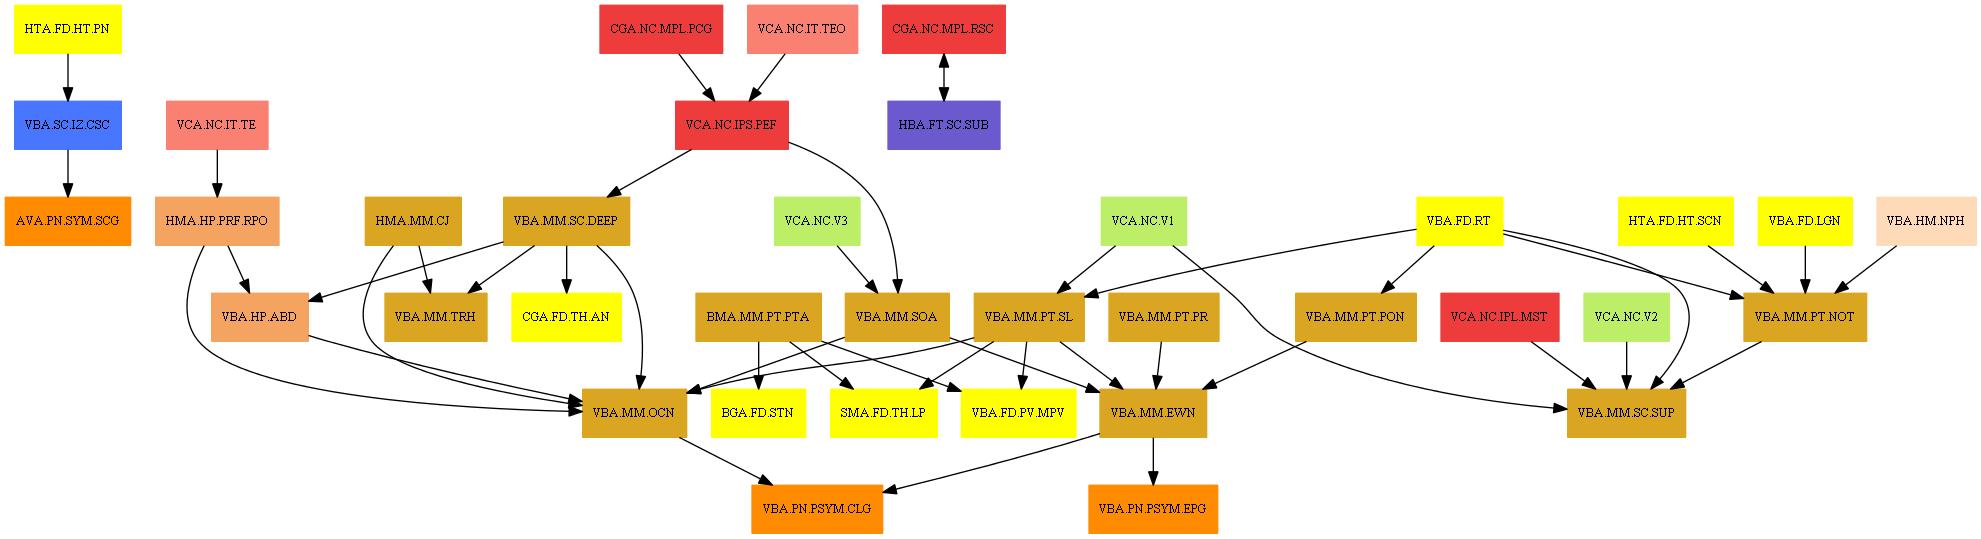 HTA.FD.HT.PN
CGA.NC.MPL.PCG
VCA.NC.IT.TEO
CGA.NC.MPL.RSC
VBA.SC.IZ.CSC
VCA.NC.IT.TE
VCA.NC.IPS.PEF
HBA.FT.SC.SUB
AVA.PN.SYM.SCG
HMA.HP.PRF.RPO
HMA.MM.CJ
VBA.MM.SC.DEEP
VCA.NC.V3
VCA.NC.V1
VBA.FD.RT
HTA.FD.HT.SCN
VBA.FD.LGN
VBA.HM.NPH
VBA.HP.ABD
VBA.MM.TRH
CGA.FD.TH.AN
BMA.MM.PT.PTA
VBA.MM.SOA
VBA.MM.PT.SL
VBA.MM.PT.PR
VBA.MM.PT.PON
VCA.NC.IPL.MST
VCA.NC.V2
VBA.MM.PT.NOT
VBA.MM.OCN
BGA.FD.STN
SMA.FD.TH.LP
VBA.FD.PV.MPV
VBA.MM.EWN
VBA.MM.SC.SUP
VBA.PN.PSYM.CLG
VBA.PN.PSYM.EPG